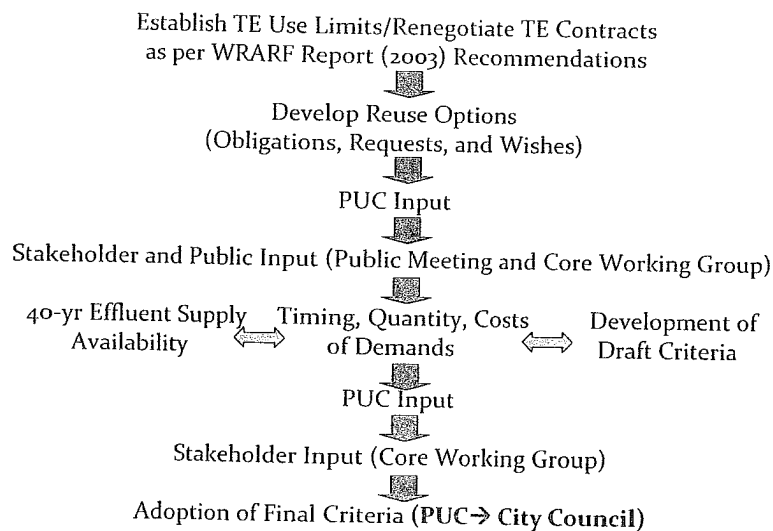 Establish TE Use Limits/Renegotiate TE Contracts
as per WRARF Report (2003) Recommendations
Develop Reuse Options
(Obligations, Requests, and Wishes)
PUC Input
Stakeholder and Public Input (Public Meeting and Core Working Group)
40-yr Effluent Supply
Availability
Timing, Quantity, Costs
of Demands
Development of
Draft Criteria
PUC Input
Stakeholder Input (Core Working Group)
Adoption of Final Criteria (PUC→ City Council)